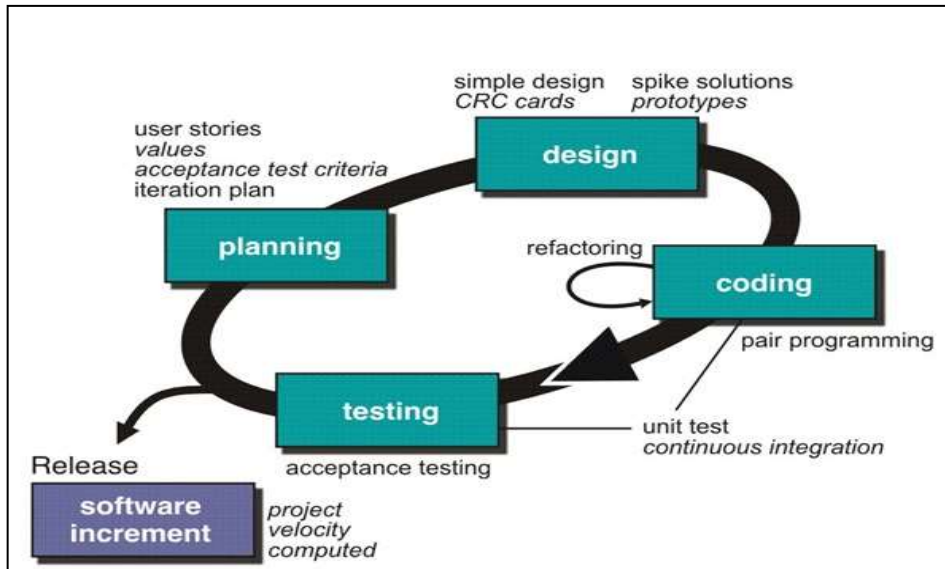 simple design
CRC cards
spike solutions
prototypes
design
user stories
values
acceptance test criteria
iteration plan
planning
refactoring
coding
pair programming
testing
acceptance testing
unit test
continuous integration
Release
software
increment
project
velocity
computed